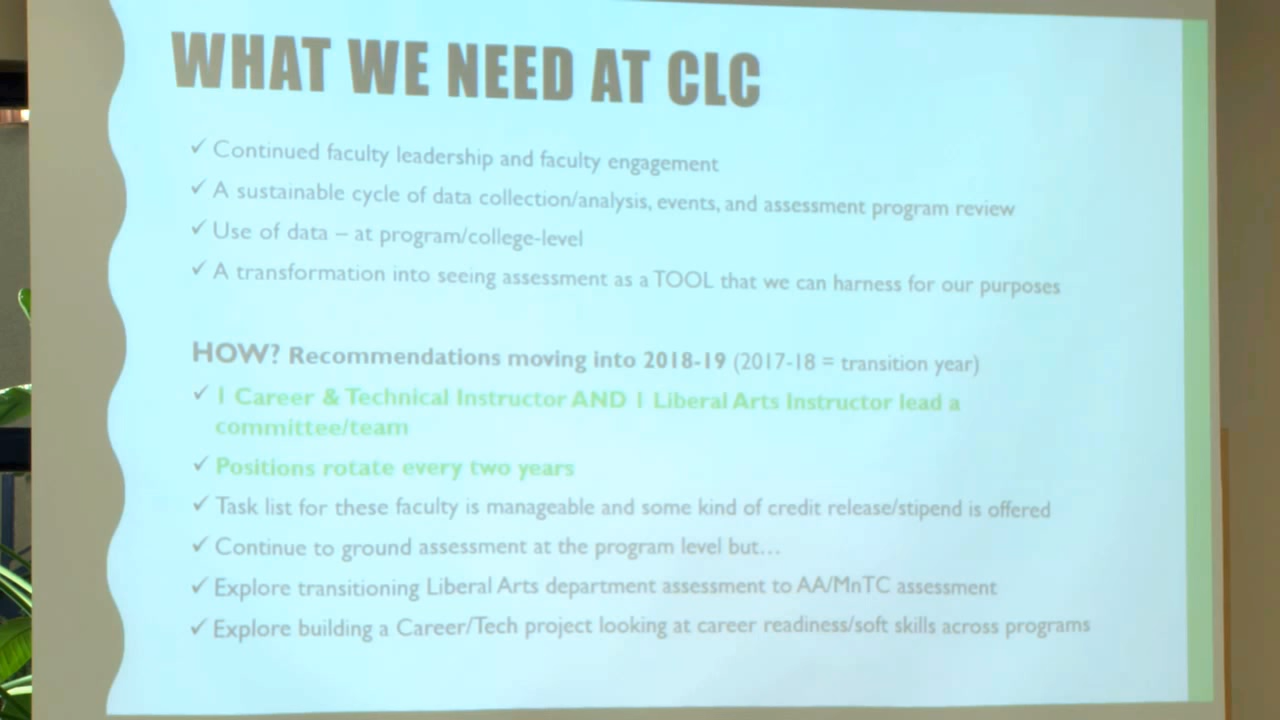 WHAT WE NEED AT CLC
✓ Continued faculty leadership and faculty engagement
✓ A sustainable cycle of data collection/analysis, events, and assessment program review
✓ Use of data – at program/college-level
✓ A transformation into seeing assessment as a TOOL that we can harness for our purposes
HOW? Recommendations moving into 2018-19 (2017-18 = transition year)
✓ 1 Career & Technical Instructor AND 1 Liberal Arts Instructor lead a
committee/team
✓ Positions rotate every two years
✓ Task list for these faculty is manageable and some kind of credit release/stipend is offered
✓ Continue to ground assessment at the program level but…
✓ Explore transitioning Liberal Arts department assessment to AA/MnTC assessment
✓ Explore building a Career/Tech project looking at career readiness/soft skills across programs